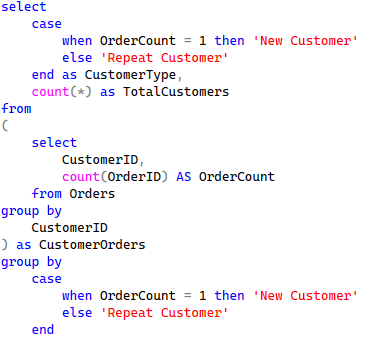 select
    case
        when OrderCount = 1 then 'New Customer'
        else 'Repeat Customer'
    end as CustomerType,
    count(*) as TotalCustomers
from
(
    select
        CustomerID,
        count(OrderID) AS OrderCount
    from Orders
group by
    CustomerID
) as CustomerOrders
group by
    case
        when OrderCount = 1 then 'New Customer'
        else 'Repeat Customer'
    end